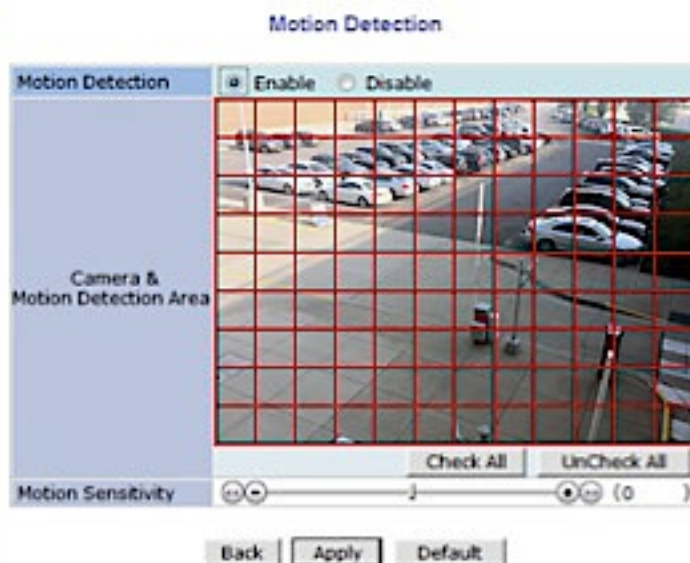 Motion Detection
Motion Detection
Enable Disable
Camera &
Motion Detection Area
Check All UnCheck All
Motion Sensitivity (0 )
Back Apply Default